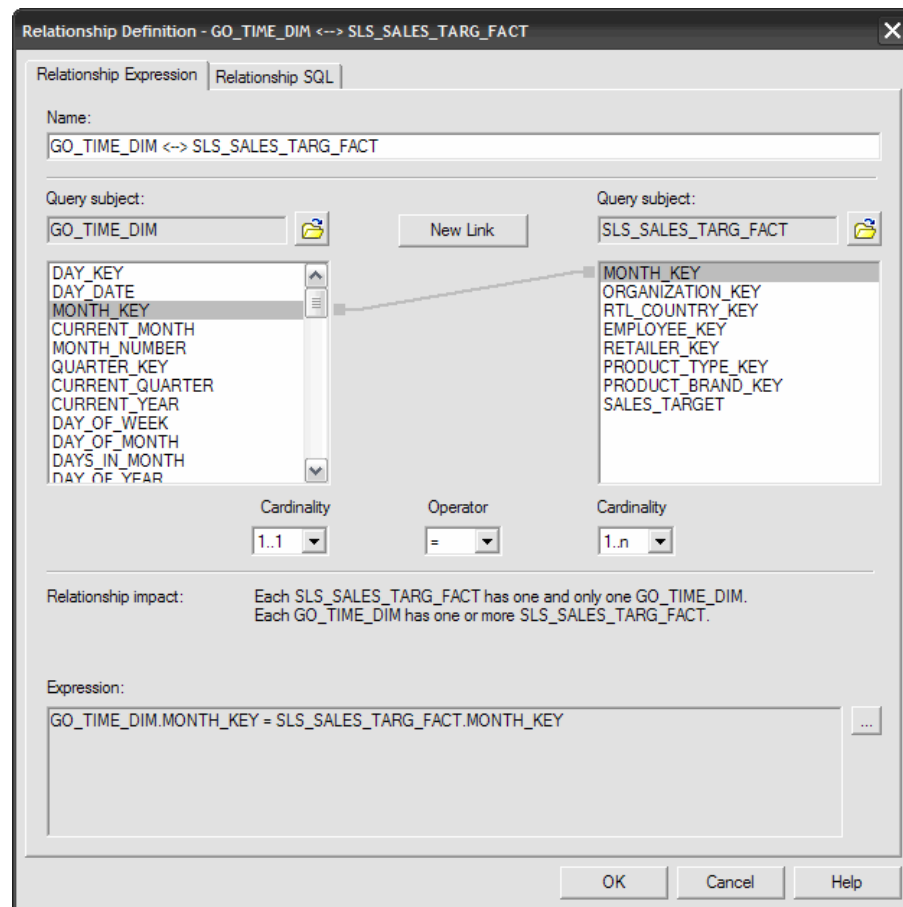 Relationship Definition - GO_TIME_DIM <--> SLS_SALES_TARG_FACT
Relationship Expression
Relationship SQL
Name:
GO_TIME_DIM <--> SLS_SALES_TARG_FACT
Query subject:
GO_TIME_DIM
New Link
Query subject:
SLS_SALES_TARG_FACT
DAY_KEY
DAY_DATE
MONTH_KEY
CURRENT_MONTH
MONTH_NUMBER
QUARTER_KEY
CURRENT_QUARTER
CURRENT_YEAR
DAY_OF_WEEK
DAY_OF_MONTH
DAYS_IN_MONTH
DAY_OF_YEAR
MONTH_KEY
ORGANIZATION_KEY
RTL_COUNTRY_KEY
EMPLOYEE_KEY
RETAILER_KEY
PRODUCT_TYPE_KEY
PRODUCT_BRAND_KEY
SALES_TARGET
Cardinality
Operator
Cardinality
1..1
=
1..n
Relationship impact:
Each SLS_SALES_TARG_FACT has one and only one GO_TIME_DIM.
Each GO_TIME_DIM has one or more SLS_SALES_TARG_FACT.
Expression:
GO_TIME_DIM.MONTH_KEY = SLS_SALES_TARG_FACT.MONTH_KEY
...
OK
Cancel
Help